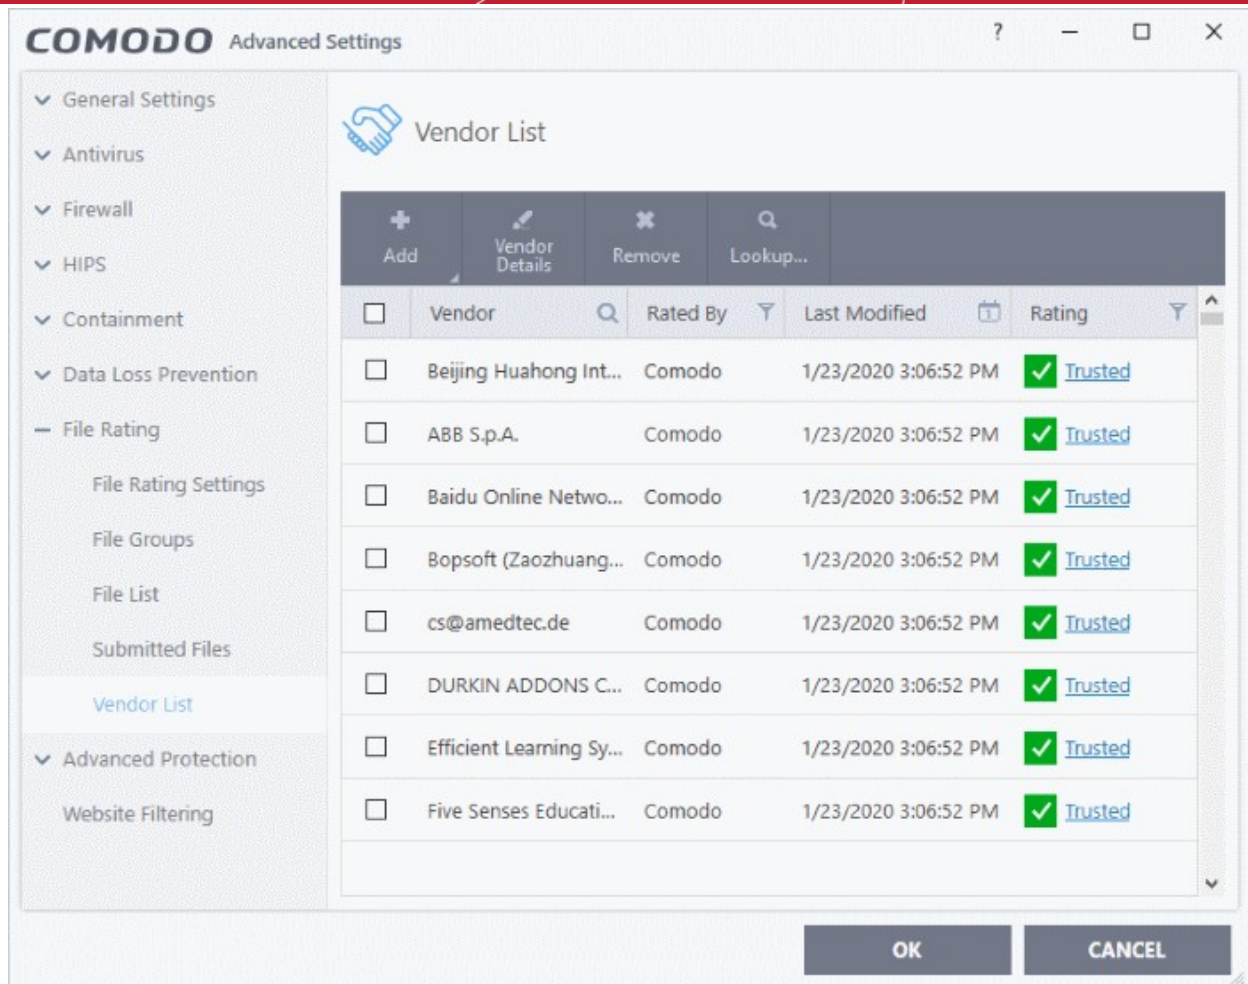 COMODO Advanced Settings
?
General Settings
Antivirus
Firewall
HIPS
Containment
Data Loss Prevention
File Rating
File Rating Settings
File Groups
File List
Submitted Files
Vendor List
Advanced Protection
Website Filtering
Vendor List
Add
Vendor
Details
Remove
Lookup...
Vendor Rated By Last Modified 1 Rating
Beijing Huahong Int... Comodo 1/23/2020 3:06:52 PM Trusted
ABB S.p.A. Comodo 1/23/2020 3:06:52 PM Trusted
Baidu Online Netwo... Comodo 1/23/2020 3:06:52 PM Trusted
Bopsoft (Zaozhuang... Comodo 1/23/2020 3:06:52 PM Trusted
cs@amedtec.de Comodo 1/23/2020 3:06:52 PM Trusted
DURKIN ADDONS C... Comodo 1/23/2020 3:06:52 PM Trusted
Efficient Learning Sy... Comodo 1/23/2020 3:06:52 PM Trusted
Five Senses Educati... Comodo 1/23/2020 3:06:52 PM Trusted
OK
CANCEL